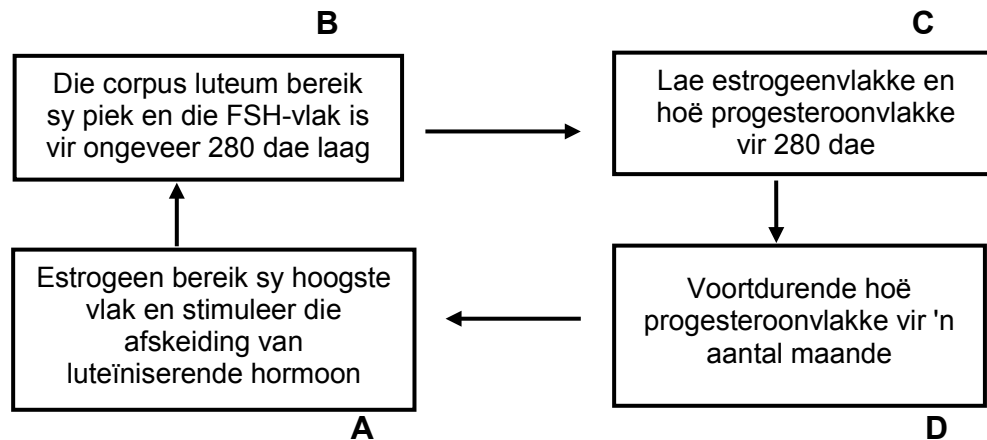 B
Die corpus luteum bereik
sy piek en die FSH-vlak is
vir ongeveer 280 dae laag
C
Lae estrogeenvlakke en
hoë progesteroonvlakke
vir 280 dae
Estrogeen bereik sy hoogste
vlak en stimuleer die
afskeiding van
luteïniserende hormoon
A
Voortdurende hoë
progesteroonvlakke vir 'n
aantal maande
D